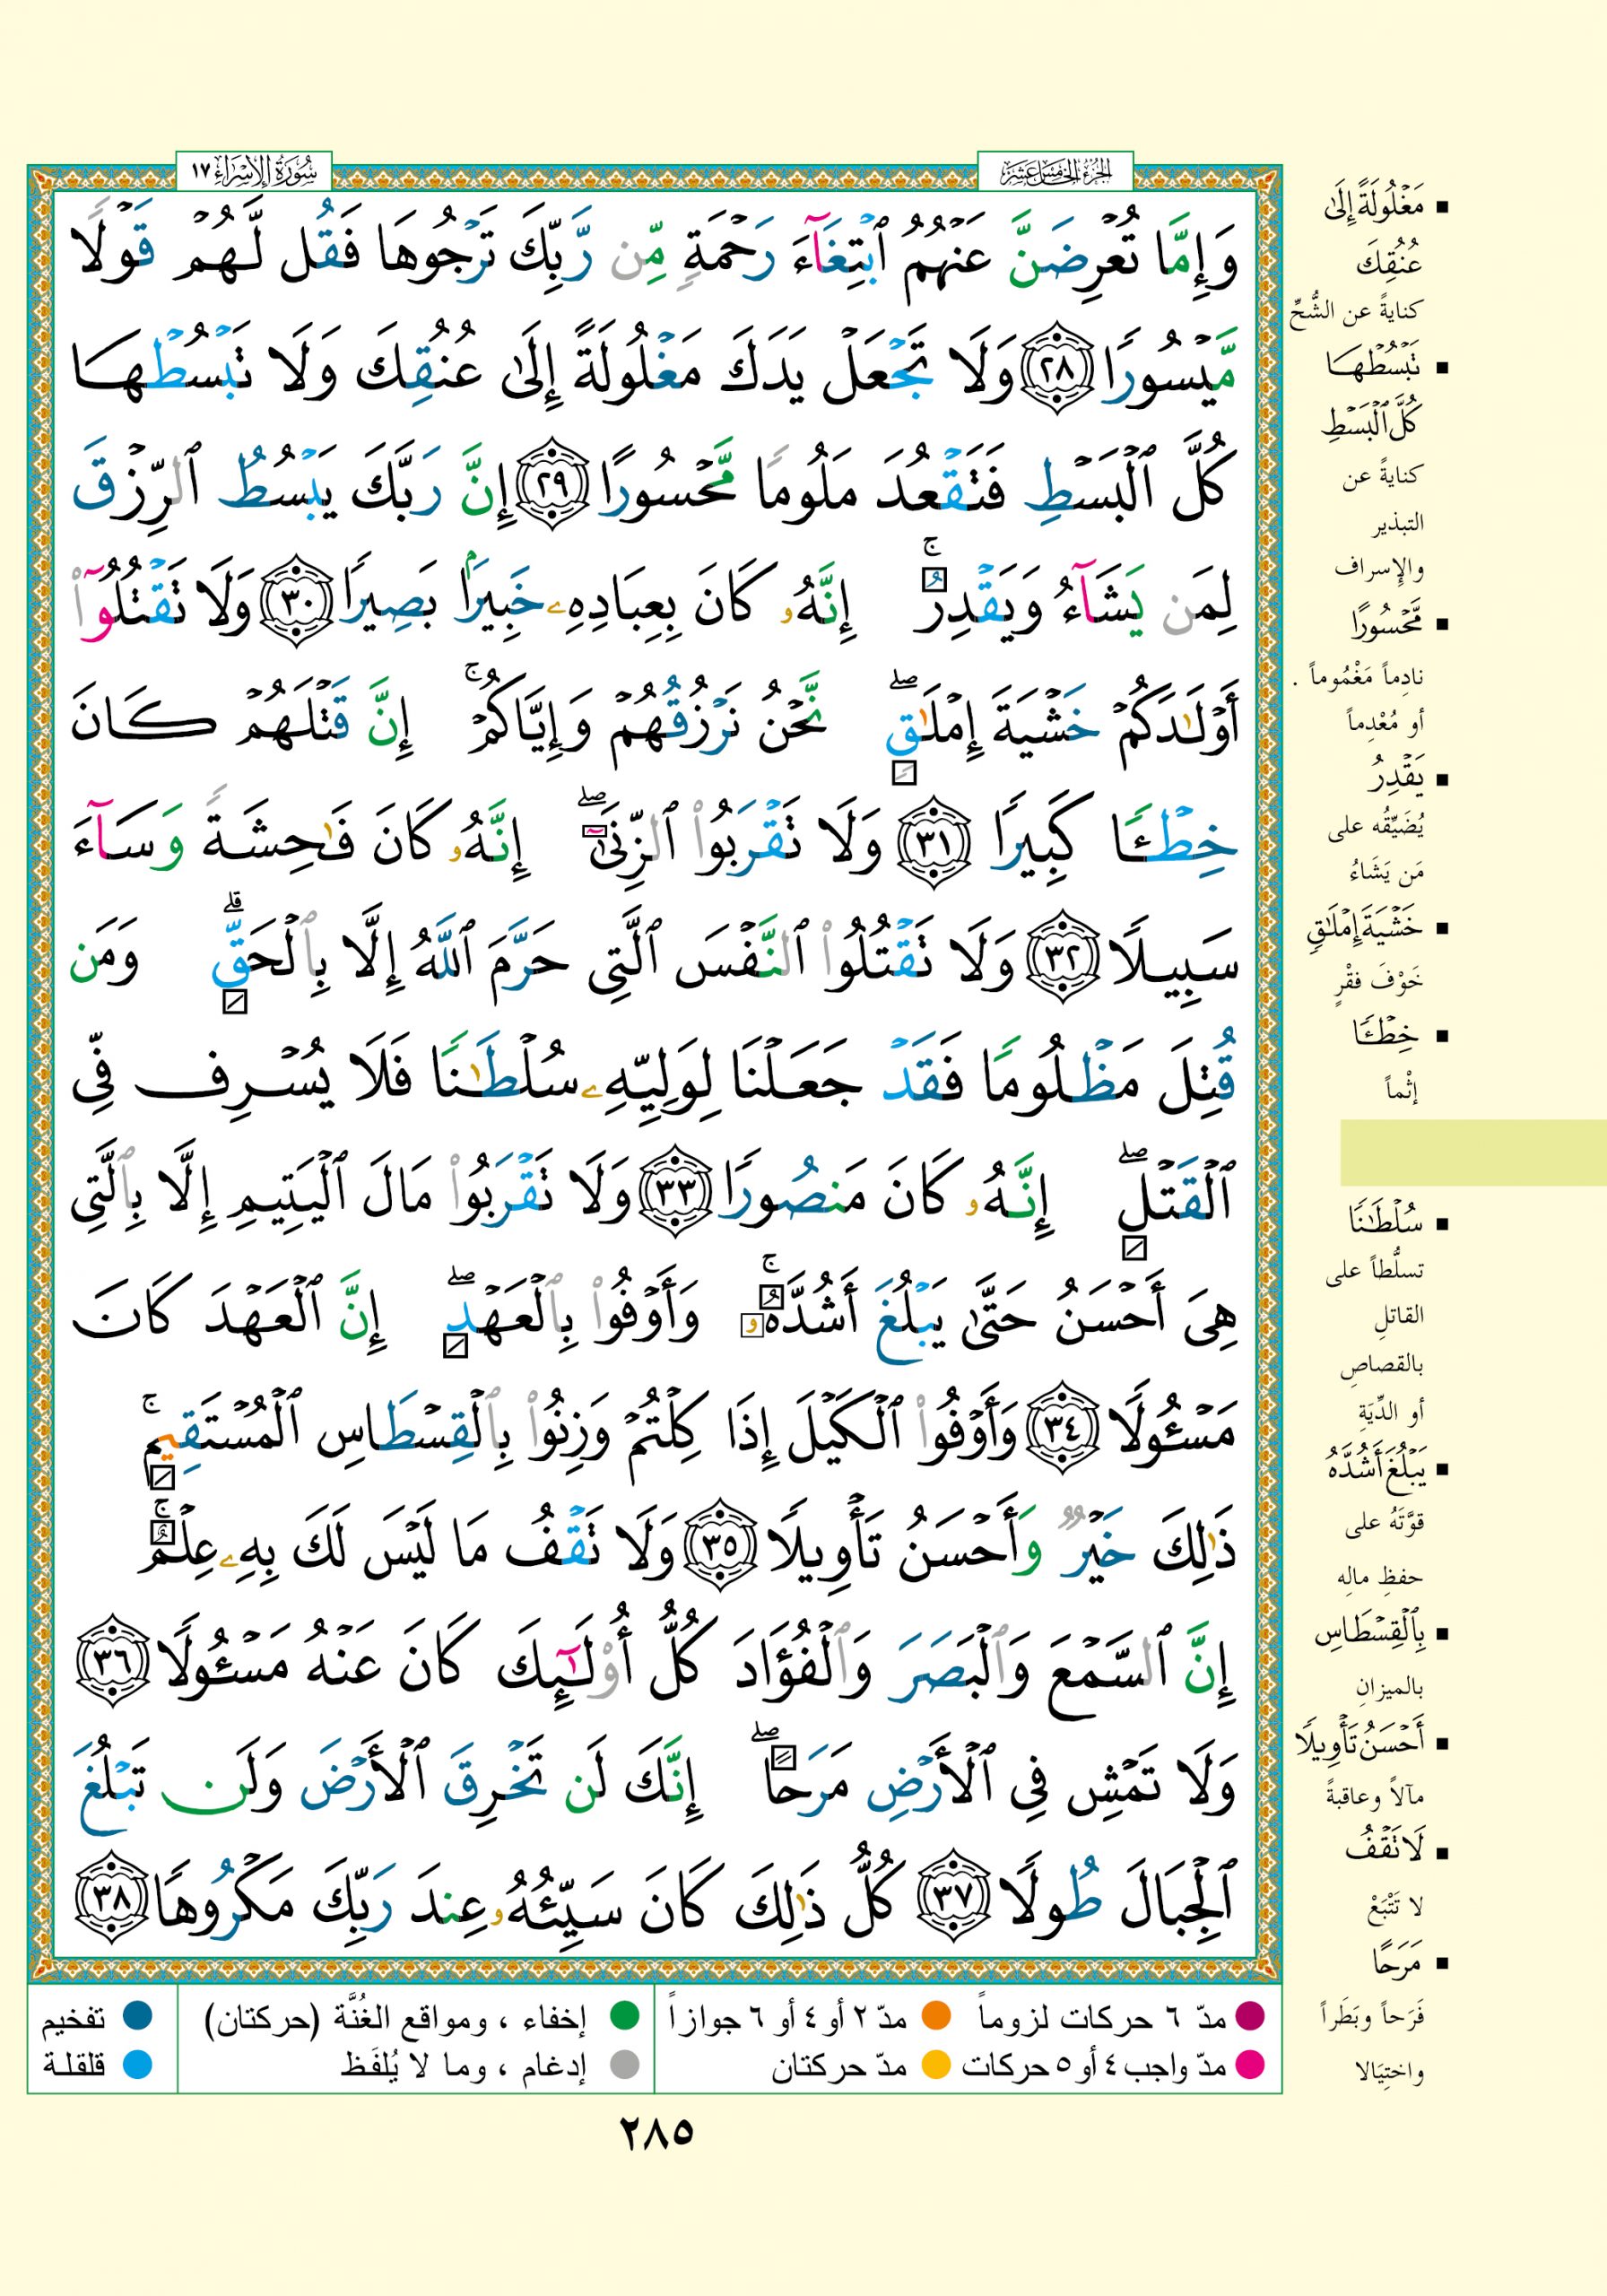 الجزء الخامس عشر
سورة الإسراء ١٧
وَإِمَّا تُعۡرِضَنَّ عَنۡهُمُ ٱبۡتِغَآءَ رَحۡمَةٖ مِّن رَّبِّكَ تَرۡجُوهَا فَقُل لَّهُمۡ قَوۡلٗا
مَّيۡسُورٗا ٢٨ وَلَا تَجۡعَلۡ يَدَكَ مَغۡلُولَةً إِلَىٰ عُنُقِكَ وَلَا تَبۡسُطۡهَا
كُلَّ ٱلۡبَسۡطِ فَتَقۡعُدَ مَلُومٗا مَّحۡسُورًا ٢٩ إِنَّ رَبَّكَ يَبۡسُطُ ٱلرِّزۡقَ
لِمَن يَشَآءُ وَيَقۡدِرُۚ إِنَّهُۥ كَانَ بِعِبَادِهِۦ خَبِيرَۢا بَصِيرٗا ٣٠ وَلَا تَقۡتُلُوٓاْ
أَوۡلَٰدَكُمۡ خَشۡيَةَ إِمۡلَٰقٖۖ نَّحۡنُ نَرۡزُقُهُمۡ وَإِيَّاكُمۡۚ إِنَّ قَتۡلَهُمۡ كَانَ
خِطۡـٔٗا كَبِيرٗا ٣١ وَلَا تَقۡرَبُواْ ٱلزِّنَىٰٓۖ إِنَّهُۥ كَانَ فَٰحِشَةٗ وَسَآءَ
سَبِيلٗا ٣٢ وَلَا تَقۡتُلُواْ ٱلنَّفۡسَ ٱلَّتِي حَرَّمَ ٱللَّهُ إِلَّا بِٱلۡحَقِّۗ وَمَن
قُتِلَ مَظۡلُومٗا فَقَدۡ جَعَلۡنَا لِوَلِيِّهِۦ سُلۡطَٰنٗا فَلَا يُسۡرِف فِّي
ٱلۡقَتۡلِۖ إِنَّهُۥ كَانَ مَنصُورٗا ٣٣ وَلَا تَقۡرَبُواْ مَالَ ٱلۡيَتِيمِ إِلَّا بِٱلَّتِي
هِيَ أَحۡسَنُ حَتَّىٰ يَبۡلُغَ أَشُدَّهُۥۚ وَأَوۡفُواْ بِٱلۡعَهۡدِۖ إِنَّ ٱلۡعَهۡدَ كَانَ
مَسۡـُٔولٗا ٣٤ وَأَوۡفُواْ ٱلۡكَيۡلَ إِذَا كِلۡتُمۡ وَزِنُواْ بِٱلۡقِسۡطَاسِ ٱلۡمُسۡتَقِيمِۚ
ذَٰلِكَ خَيۡرٞ وَأَحۡسَنُ تَأۡوِيلٗا ٣٥ وَلَا تَقۡفُ مَا لَيۡسَ لَكَ بِهِۦ عِلۡمٌۚ
إِنَّ ٱلسَّمۡعَ وَٱلۡبَصَرَ وَٱلۡفُؤَادَ كُلُّ أُوْلَٰٓئِكَ كَانَ عَنۡهُ مَسۡـُٔولٗا ٣٦
وَلَا تَمۡشِ فِي ٱلۡأَرۡضِ مَرَحًاۖ إِنَّكَ لَن تَخۡرِقَ ٱلۡأَرۡضَ وَلَن تَبۡلُغَ
ٱلۡجِبَالَ طُولٗا ٣٧ كُلُّ ذَٰلِكَ كَانَ سَيِّئُهُۥ عِندَ رَبِّكَ مَكۡرُوهٗا ٣٨
مَغۡلُولَةً إِلَىٰ
عُنُقِكَ
كنايةً عن الشُّحِّ
تَبۡسُطۡهَا
كُلَّ ٱلۡبَسۡطِ
كنايةً عن
التبذير
والإسراف
مَّحۡسُورًا
نادِماً مَغْمُوماً .
أو مُعْدِماً
يَقۡدِرُ
يُضَيِّقُه على
مَن يَشَاءُ
خَشۡيَةَ إِمۡلَٰقٖ
خَوْفَ فقْرٍ
خِطۡـٔٗا
إثْماً
سُلۡطَٰنٗا
تسلُّطاً على
القاتلِ
بالقصاصِ
أو الدِّيَةِ
يَبۡلُغَ أَشُدَّهُ
قوَّتَهُ على
حفظِ مالِه
بِٱلۡقِسۡطَاسِ
بالميزانِ
أَحۡسَنُ تَأۡوِيلٗا
مآلاً وعاقبةً
لَا تَقۡفُ
لا تَتْبَعْ
مَرَحًا
فَرَحاً وبَطَراً
واختِيَالا
مدّ ٦ حركات لزوماً مدّ ٢ أو ٤ أو ٦ جوازاً إخفاء ، ومواقع الغُنَّة (حركتان) تفخيم
مدّ واجب ٤ أو ٥ حركات مدّ حركتان إدغام ، وما لا يُلفَظ قلقلة
٢٨٥